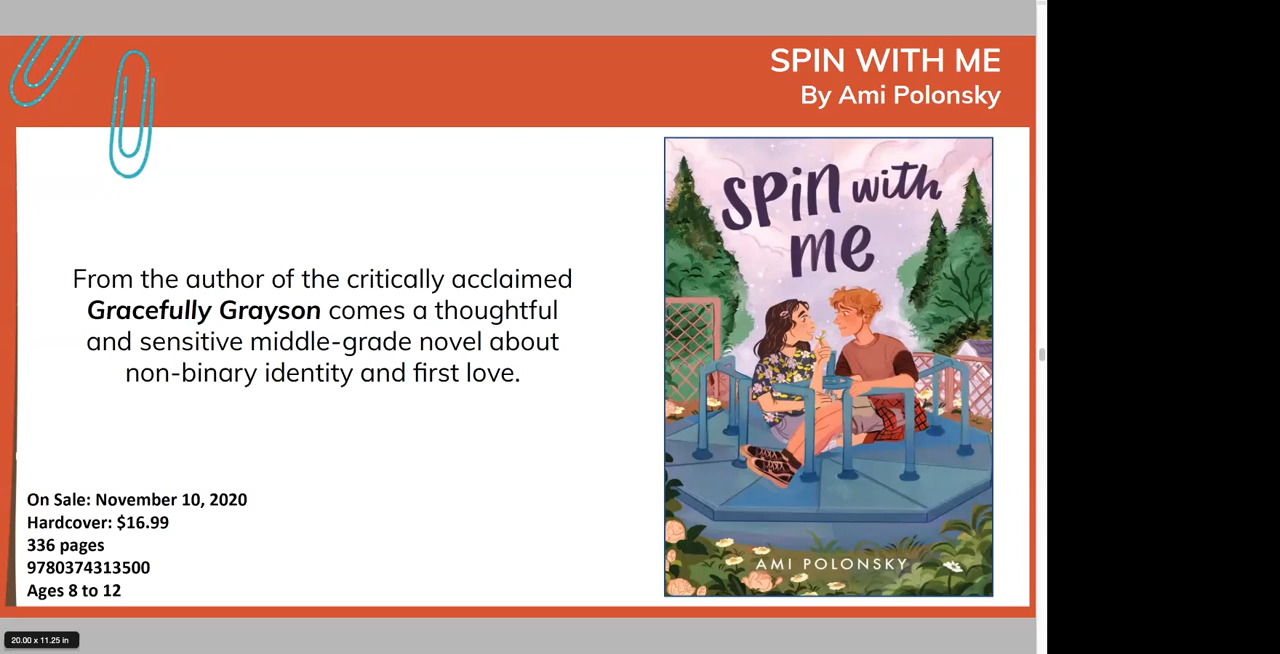 SPIN WITH ME
By Ami Polonsky
From the author of the critically acclaimed
Gracefully Grayson comes a thoughtful
and sensitive middle-grade novel about
non-binary identity and first love.
On Sale: November 10, 2020
Hardcover: $16.99
336 pages
9780374313500
Ages 8 to 12
spin with
me
AMI POLONSKY
20.00 x 11.25 in